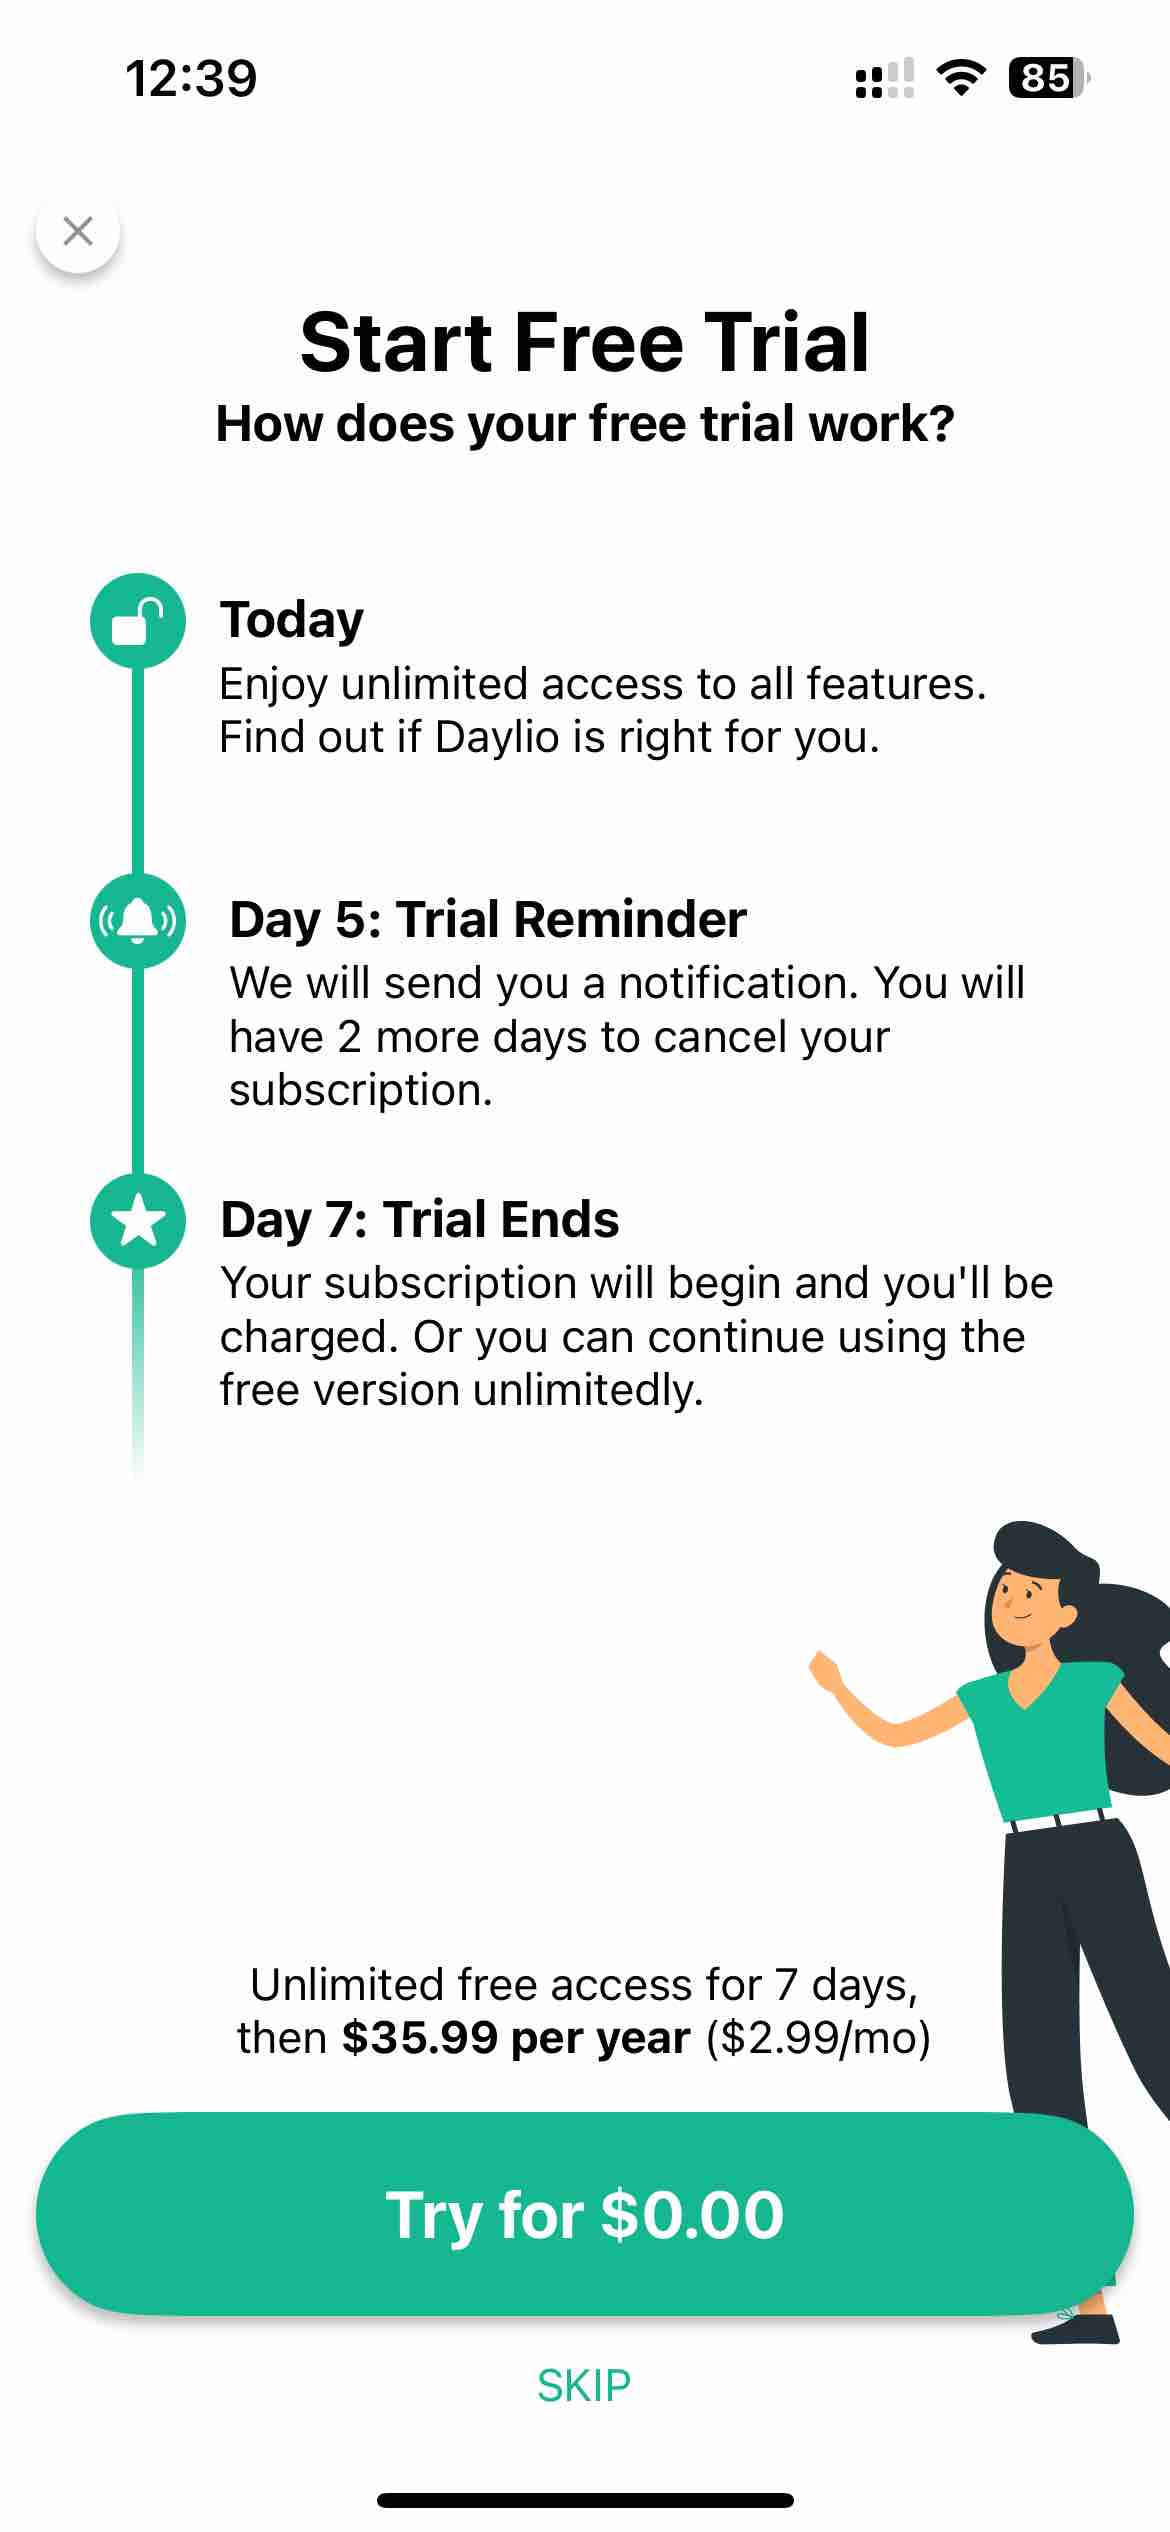 12:39
85
Start Free Trial
How does your free trial work?
Today
Enjoy unlimited access to all features.
Find out if Daylio is right for you.
Day 5: Trial Reminder
We will send you a notification. You will
have 2 more days to cancel your
subscription.
Day 7: Trial Ends
Your subscription will begin and you'll be
charged. Or you can continue using the
free version unlimitedly.
Unlimited free access for 7 days,
then $35.99 per year ($2.99/mo)
Try for $0.00
SKIP